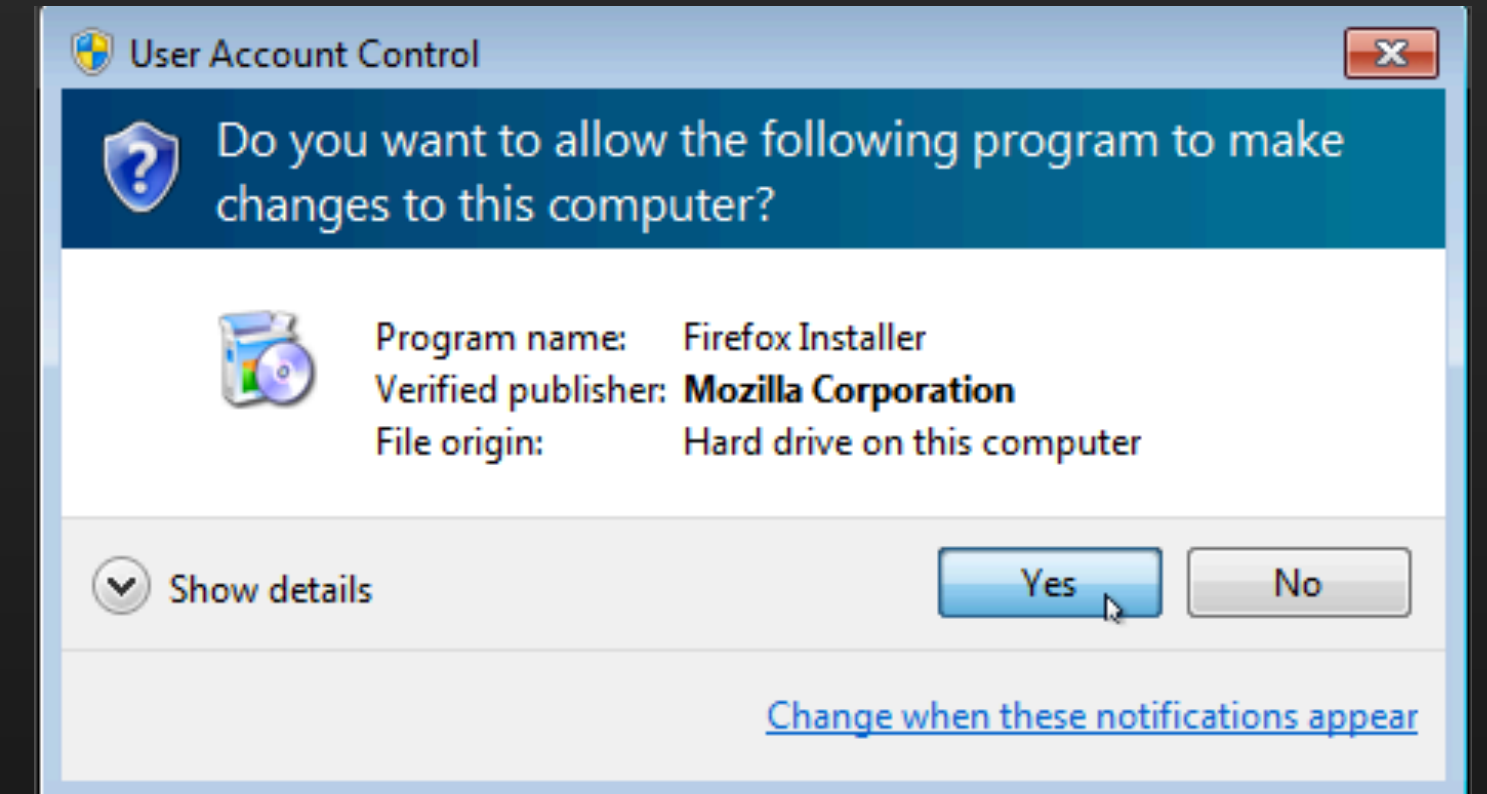 User Account Control
Do you want to allow the following program to make
changes to this computer?
Program name: Firefox Installer
Verified publisher: Mozilla Corporation
File origin: Hard drive on this computer
Show details
Yes
No
Change when these notifications appear